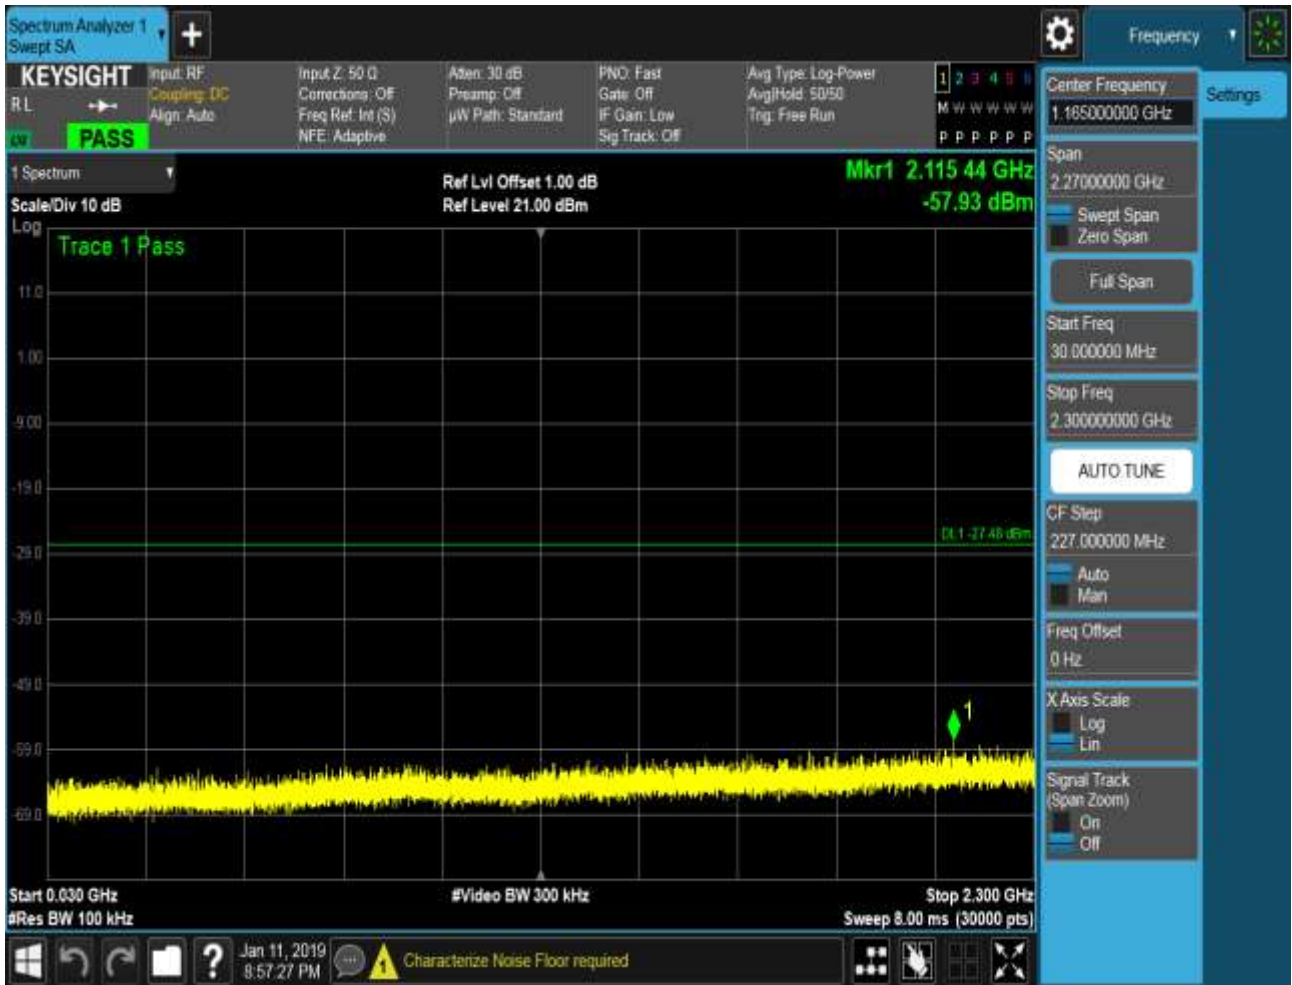 Spectrum Analyzer 1
Swept SA
+
Frequency
KEYSIGHT
RL
PASS
Input: RF
Coupling: DC
Align: Auto
Input Z: 50 Ω
Corrections: Off
Freq Ref: Int (S)
NFE: Adaptive
Atten: 30 dB
Preamp: Off
µW Path: Standard
PNO: Fast
Gate: Off
IF Gain: Low
Sig Track: Off
Avg Type: Log-Power
Avg|Hold: 50/50
Trig: Free Run
1 2 3 4 5 6
M W W W W W
P P P P P P
1 Spectrum
Scale/Div 10 dB
Log
Ref Lvl Offset 1.00 dB
Ref Level 21.00 dBm
Mkr1 2.115 44 GHz
-57.93 dBm
Trace 1 Pass
11.0
1.00
-9.00
-19.0
DL1 -27.48 dBm
-29.0
-39.0
-49.0
1
-59.0
-69.0
Start 0.030 GHz
#Video BW 300 kHz
Stop 2.300 GHz
#Res BW 100 kHz
Sweep 8.00 ms (30000 pts)
Center Frequency
1.165000000 GHz
Settings
Span
2.27000000 GHz
Swept Span
Zero Span
Full Span
Start Freq
30.000000 MHz
Stop Freq
2.300000000 GHz
AUTO TUNE
CF Step
227.000000 MHz
Auto
Man
Freq Offset
0 Hz
X Axis Scale
Log
Lin
Signal Track
(Span Zoom)
On
Off
?
Jan 11, 2019
8:57:27 PM
1
Characterize Noise Floor required